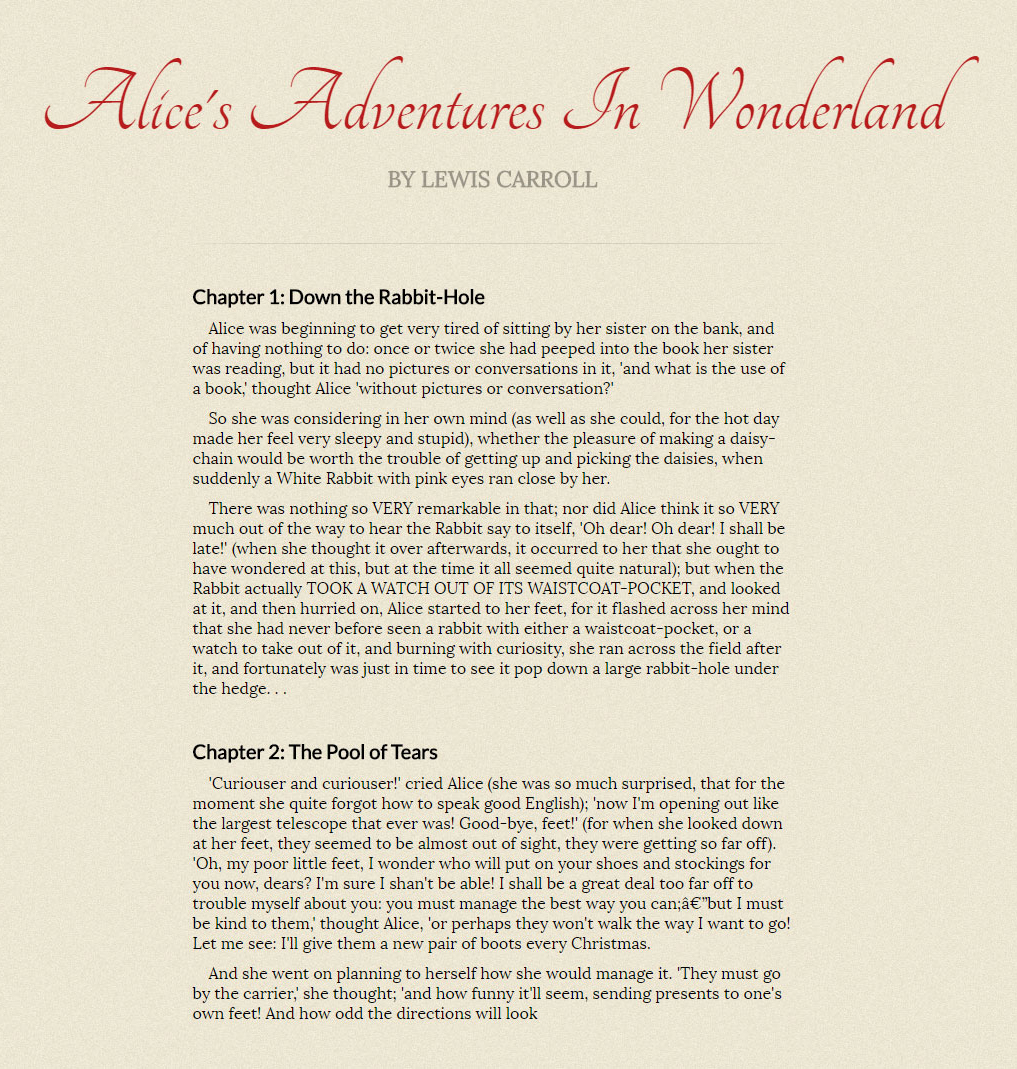 Alice's Adventures In Wonderland
BY LEWIS CARROLL
Chapter 1: Down the Rabbit-Hole
Alice was beginning to get very tired of sitting by her sister on the bank, and
of having nothing to do: once or twice she had peeped into the book her sister
was reading, but it had no pictures or conversations in it, 'and what is the use of
a book,' thought Alice 'without pictures or conversation?'
So she was considering in her own mind (as well as she could, for the hot day
made her feel very sleepy and stupid), whether the pleasure of making a daisy-
chain would be worth the trouble of getting up and picking the daisies, when
suddenly a White Rabbit with pink eyes ran close by her.
There was nothing so VERY remarkable in that; nor did Alice think it so VERY
much out of the way to hear the Rabbit say to itself, 'Oh dear! Oh dear! I shall be
late!' (when she thought it over afterwards, it occurred to her that she ought to
have wondered at this, but at the time it all seemed quite natural); but when the
Rabbit actually TOOK A WATCH OUT OF ITS WAISTCOAT-POCKET, and looked
at it, and then hurried on, Alice started to her feet, for it flashed across her mind
that she had never before seen a rabbit with either a waistcoat-pocket, or a
watch to take out of it, and burning with curiosity, she ran across the field after
it, and fortunately was just in time to see it pop down a large rabbit-hole under
the hedge. . .
Chapter 2: The Pool of Tears
'Curiouser and curiouser!' cried Alice (she was so much surprised, that for the
moment she quite forgot how to speak good English); 'now I'm opening out like
the largest telescope that ever was! Good-bye, feet!' (for when she looked down
at her feet, they seemed to be almost out of sight, they were getting so far off).
'Oh, my poor little feet, I wonder who will put on your shoes and stockings for
you now, dears? I'm sure I shan't be able! I shall be a great deal too far off to
trouble myself about you: you must manage the best way you can;â€”but I must
be kind to them,' thought Alice, 'or perhaps they won't walk the way I want to go!
Let me see: I'll give them a new pair of boots every Christmas.
And she went on planning to herself how she would manage it. 'They must go
by the carrier,' she thought; 'and how funny it'll seem, sending presents to one's
own feet! And how odd the directions will look